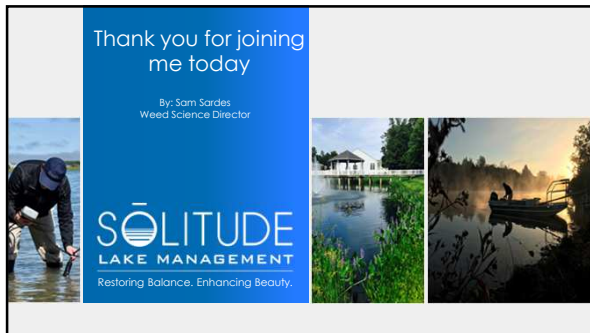 Thank you for joining
me today
By: Sam Sardes
Weed Science Director
SŌLITUDE
LAKE MANAGEMENT
Restoring Balance. Enhancing Beauty.